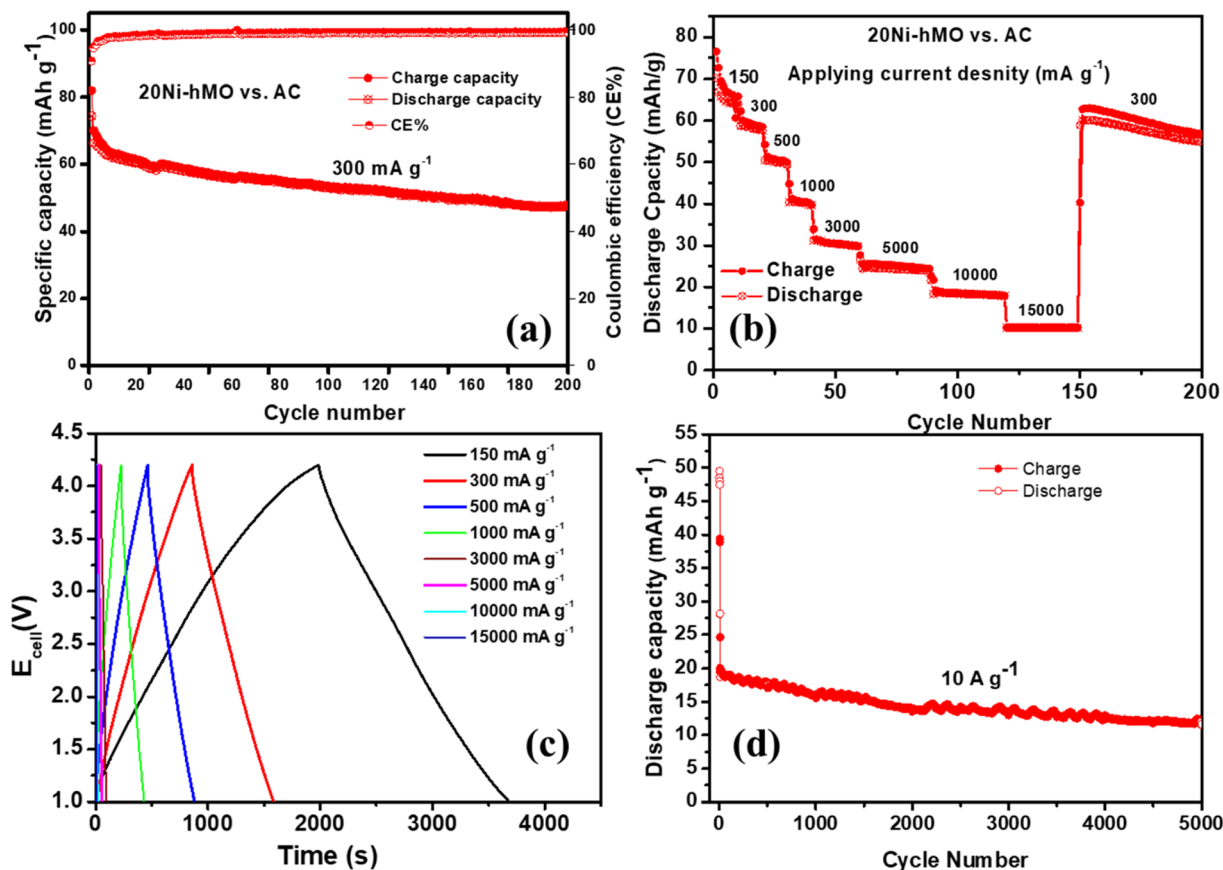 100
80
60
40
20
0
Specific capacity (mAh g-1)
20Ni-hMO vs. AC
Charge capacity
Discharge capacity
CE%
300 mA g-1
(a)
100
80
60
40
20
0
Coulombic efficiency (CE%)
0 20 40 60 80 100 120 140 160 180 200
Cycle number
80
70
60
50
40
30
20
10
0
Discharge Cpacity (mAh/g)
20Ni-hMO vs. AC
Applying current desnity (mA g-1)
150
300
500
1000
3000
5000
10000
15000
300
Charge
Discharge
(b)
0 50 100 150 200
Cycle Number
4.5
4.0
3.5
3.0
2.5
2.0
1.5
1.0
Ecell(V)
150 mA g-1
300 mA g-1
500 mA g-1
1000 mA g-1
3000 mA g-1
5000 mA g-1
10000 mA g-1
15000 mA g-1
(c)
0 1000 2000 3000 4000
Time (s)
55
50
45
40
35
30
25
20
15
10
5
0
Discharge capacity (mAh g-1)
Charge
Discharge
10 A g-1
(d)
0 1000 2000 3000 4000 5000
Cycle Number